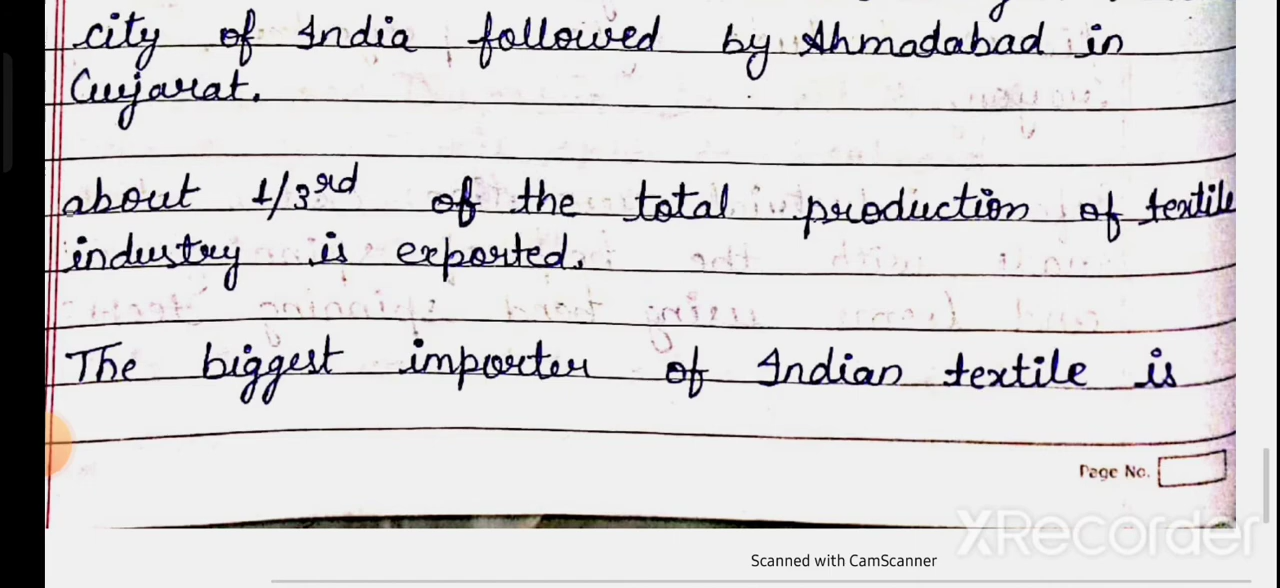 city of India followed by Ahmadabad in
Gujarat.
about 1/3rd of the total production of textile
industry is exported.
The biggest importer of Indian textile is
Page No.
Scanned with CamScanner
XRecorder